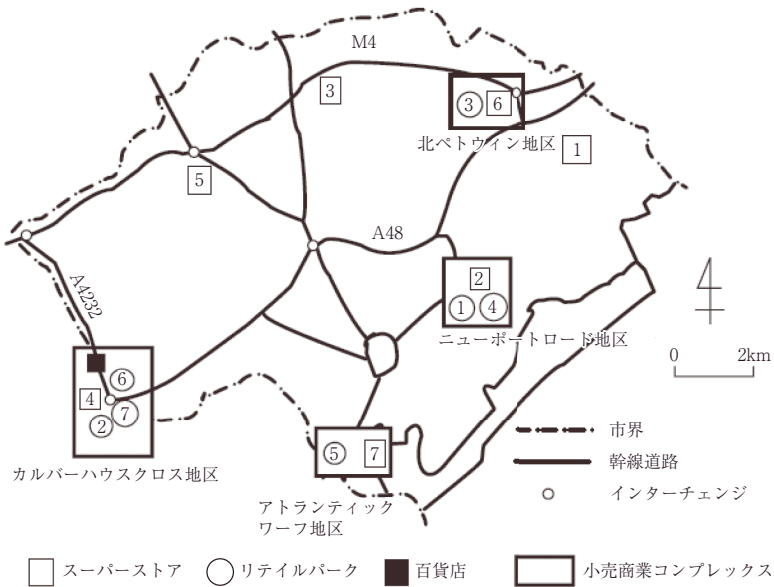 M4
3
3 6
北ペトウィン地区
1
5
A48
A4232
2
1 4
ニューポートロード地区
0 2km
6
4
7
2
カルバーハウスクロス地区
5 7
アトランティック
ワーフ地区
市界
幹線道路
インターチェンジ
スーパーストア リテイルパーク 百貨店 小売商業コンプレックス